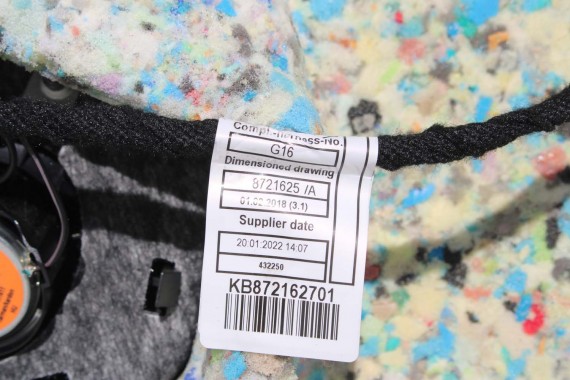 Compl.-Harness-No.
G16
Dimensioned drawing
8721625 /A
01.02.2018 (3.1)
Supplier date
20.01.2022 14:07
432250
KB872162701